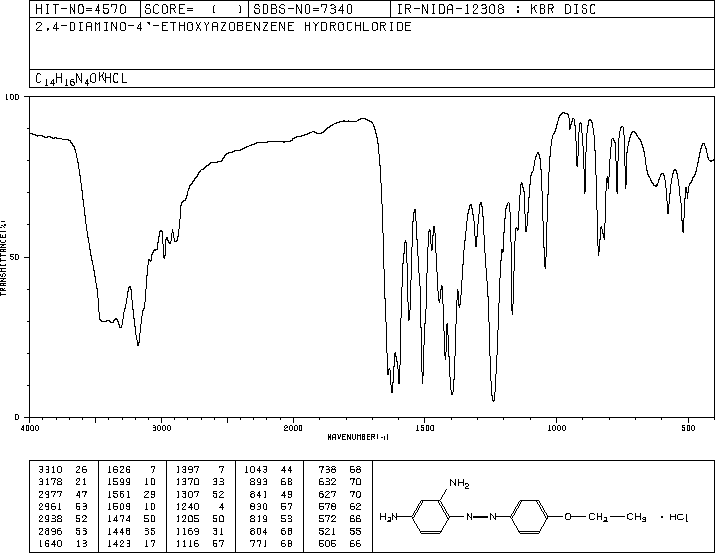 HIT-NO=4570 SCORE= ( ) SDBS-NO=7340 IR-NIDA-12308 : KBR DISC
2,4-DIAMINO-4'-ETHOXYAZOBENZENE HYDROCHLORIDE
C14H16N4O·HCL
100
50
0
TRANSMITTANCE(%)
4000 3000 2000 1500 1000 500
WAVENUMBER(-1)
3310 26 1626 7 1397 7 1043 44 738 68
3178 21 1599 10 1370 33 893 68 632 70
2977 47 1561 29 1307 52 841 49 627 70
2961 53 1509 10 1240 4 830 57 578 62
2938 52 1474 50 1205 50 819 53 572 66
2896 53 1448 35 1169 31 804 68 521 55
1640 13 1423 17 1116 57 771 68 505 66
NH2
H2N N N O CH2 CH3 · HCl